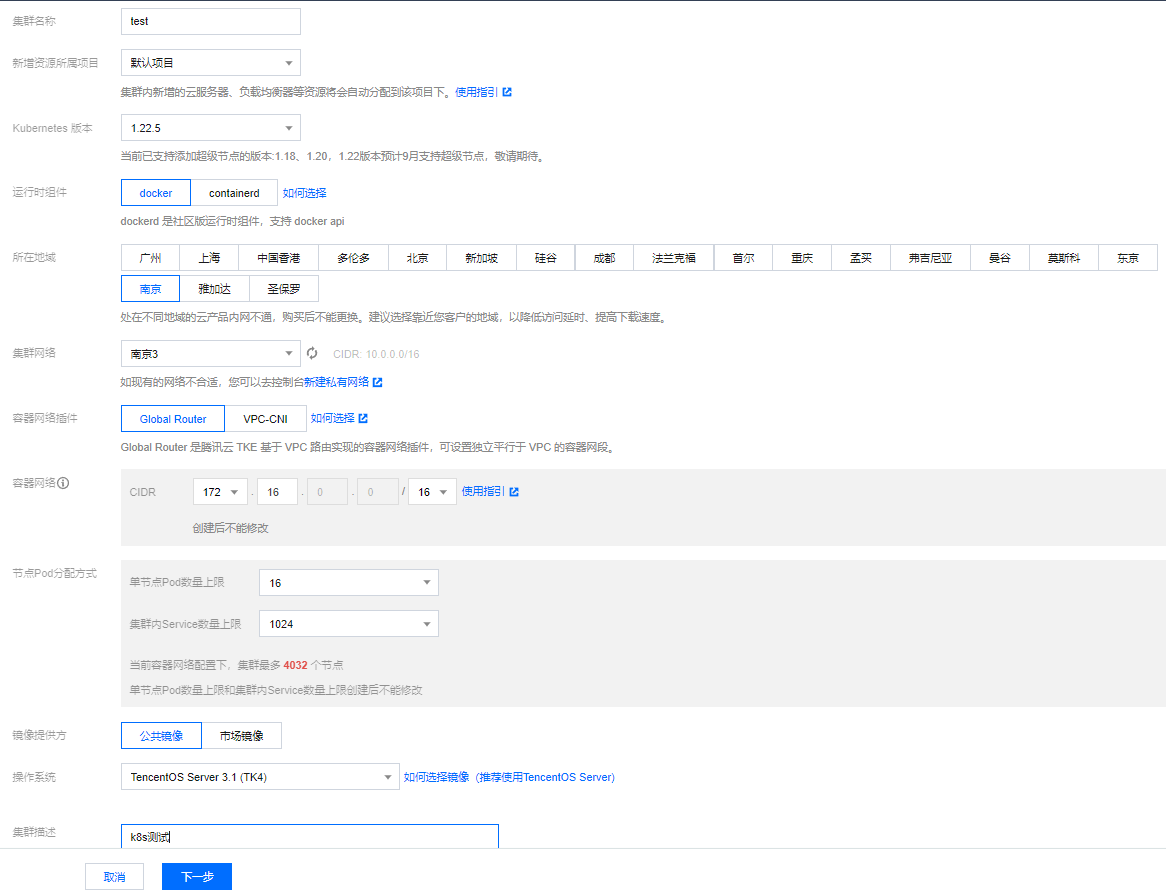 集群名称 test
新增资源所属项目 默认项目
集群内新增的云服务器、负载均衡器等资源将会自动分配到该项目下。使用指引
Kubernetes 版本 1.22.5
当前已支持添加超级节点的版本:1.18、1.20，1.22版本预计9月支持超级节点，敬请期待。
运行时组件 docker containerd 如何选择
dockerd 是社区版运行时组件，支持 docker api
所在地域 广州 上海 中国香港 多伦多 北京 新加坡 硅谷 成都 法兰克福 首尔 重庆 孟买 弗吉尼亚 曼谷 莫斯科 东京
南京 雅加达 圣保罗
处在不同地域的云产品内网不通，购买后不能更换。建议选择靠近您客户的地域，以降低访问延时、提高下载速度。
集群网络 南京3 CIDR: 10.0.0.0/16
如现有的网络不合适，您可以去控制台新建私有网络
容器网络插件 Global Router VPC-CNI 如何选择
Global Router 是腾讯云 TKE 基于 VPC 路由实现的容器网络插件，可设置独立平行于 VPC 的容器网段。
容器网络 CIDR 172 . 16 . 0 . 0 / 16 使用指引
创建后不能修改
节点Pod分配方式 单节点Pod数量上限 16
集群内Service数量上限 1024
当前容器网络配置下，集群最多 4032 个节点
单节点Pod数量上限和集群内Service数量上限创建后不能修改
镜像提供方 公共镜像 市场镜像
操作系统 TencentOS Server 3.1 (TK4) 如何选择镜像（推荐使用TencentOS Server）
集群描述 k8s测试
取消 下一步